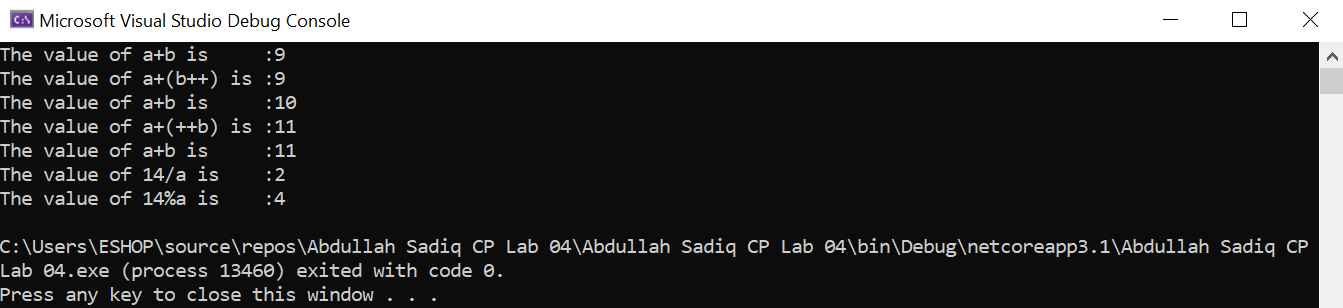 Microsoft Visual Studio Debug Console
The value of a+b is     :9
The value of a+(b++) is :9
The value of a+b is     :10
The value of a+(++b) is :11
The value of a+b is     :11
The value of 14/a is    :2
The value of 14%a is    :4
C:\Users\ESHOP\source\repos\Abdullah Sadiq CP Lab 04\Abdullah Sadiq CP Lab 04\bin\Debug\netcoreapp3.1\Abdullah Sadiq CP
Lab 04.exe (process 13460) exited with code 0.
Press any key to close this window . . .